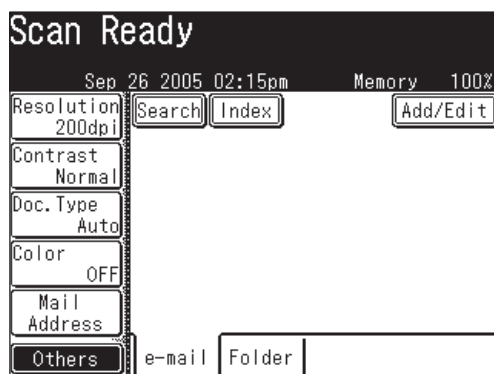 Scan Ready
Sep 26 2005 02:15pm Memory 100%
Resolution
200dpi
Search Index Add/Edit
Contrast
Normal
Doc.Type
Auto
Color
OFF
Mail
Address
Others
e-mail Folder